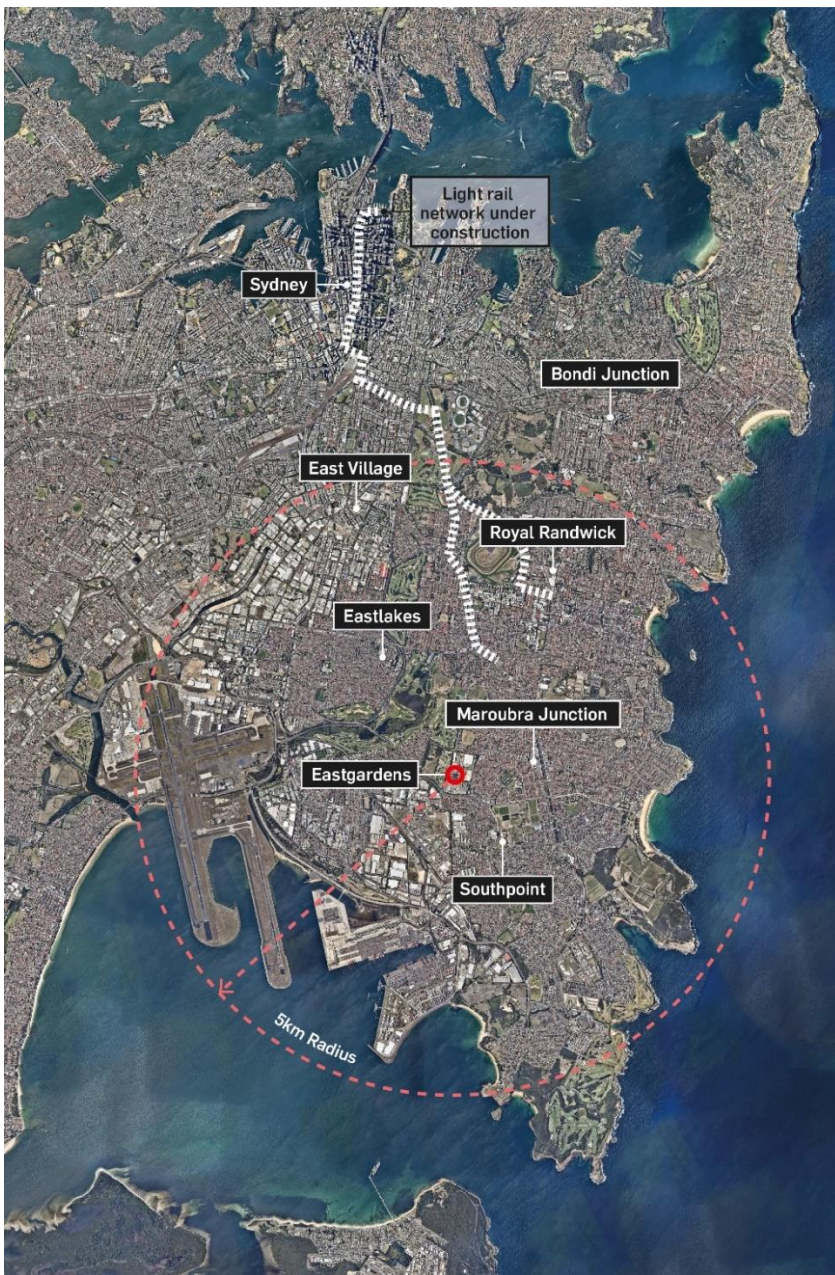 Light rail
network under
construction
Sydney
Bondi Junction
East Village
Royal Randwick
Eastlakes
Maroubra Junction
Eastgardens
Southpoint
5km Radius